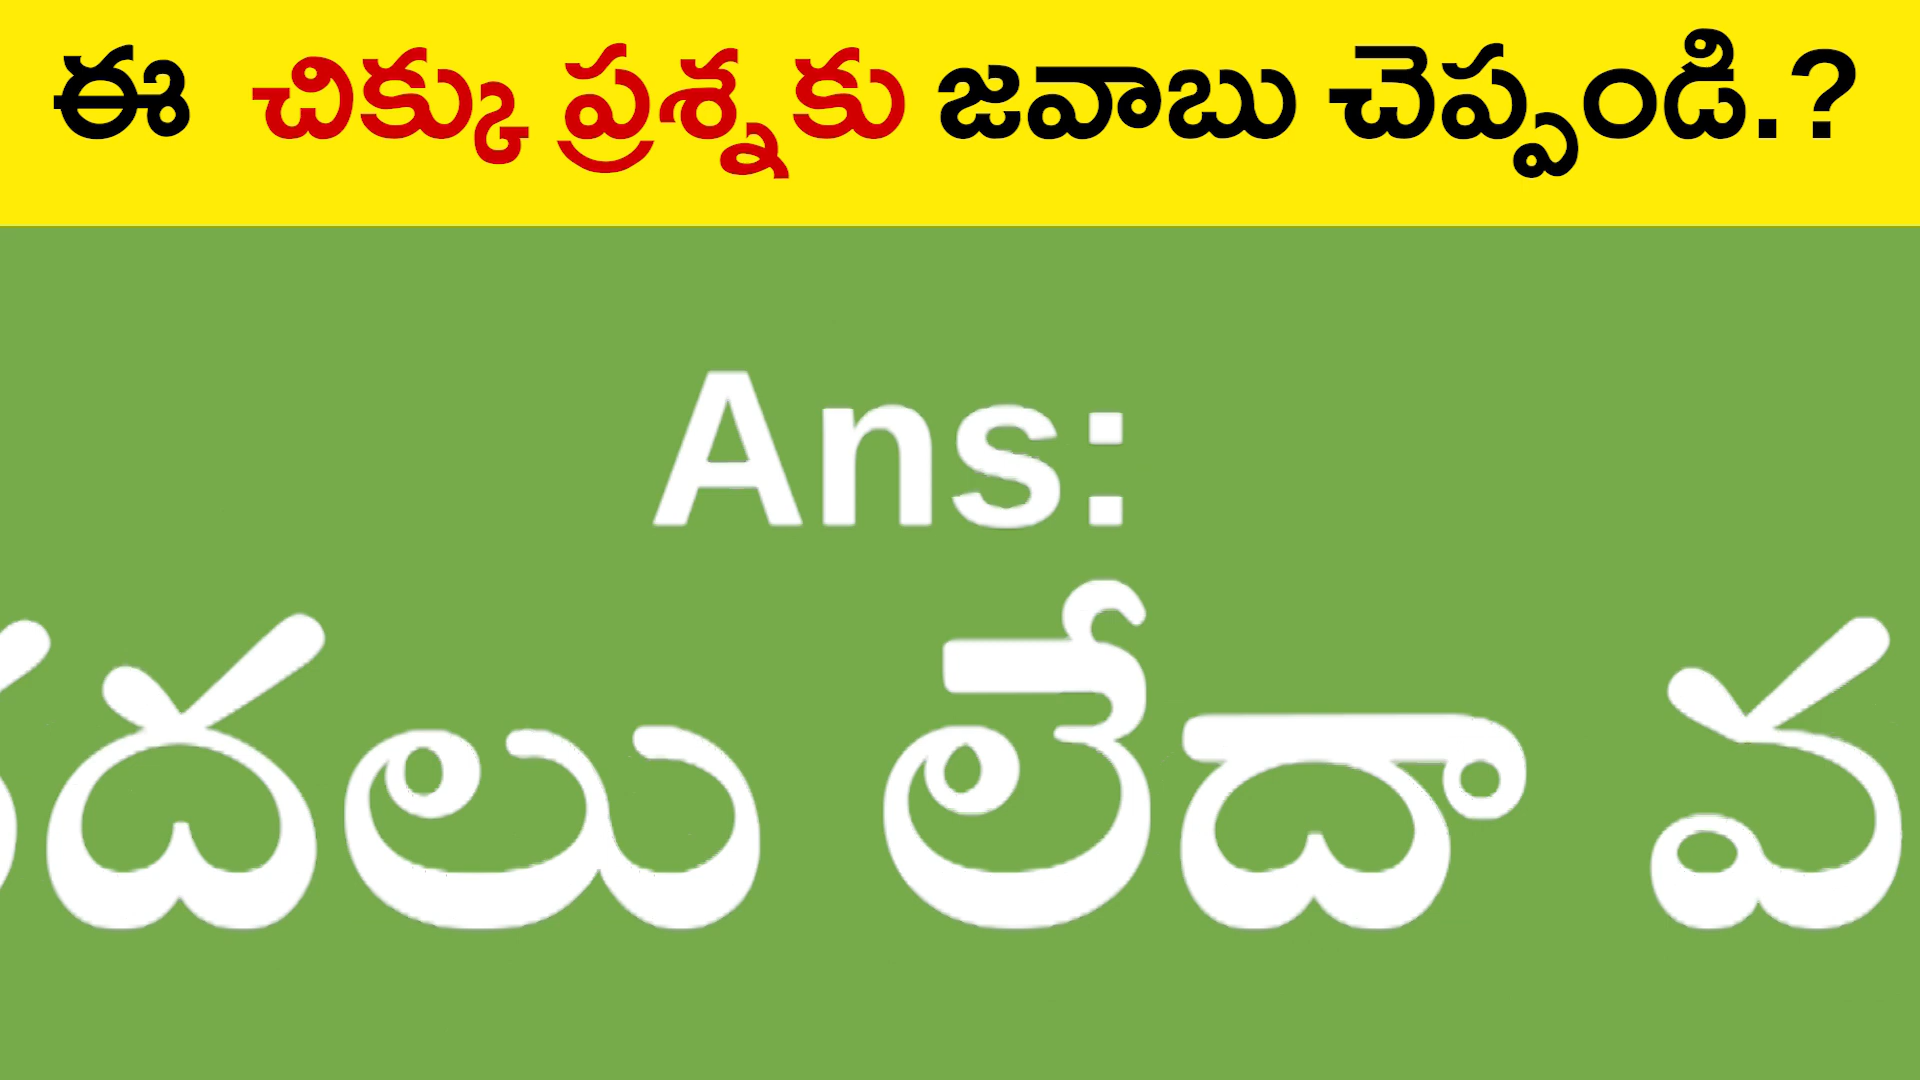 ఈ చిక్కు ప్రశ్నకు జవాబు చెప్పండి.?
Ans:
దలు లేదా వ